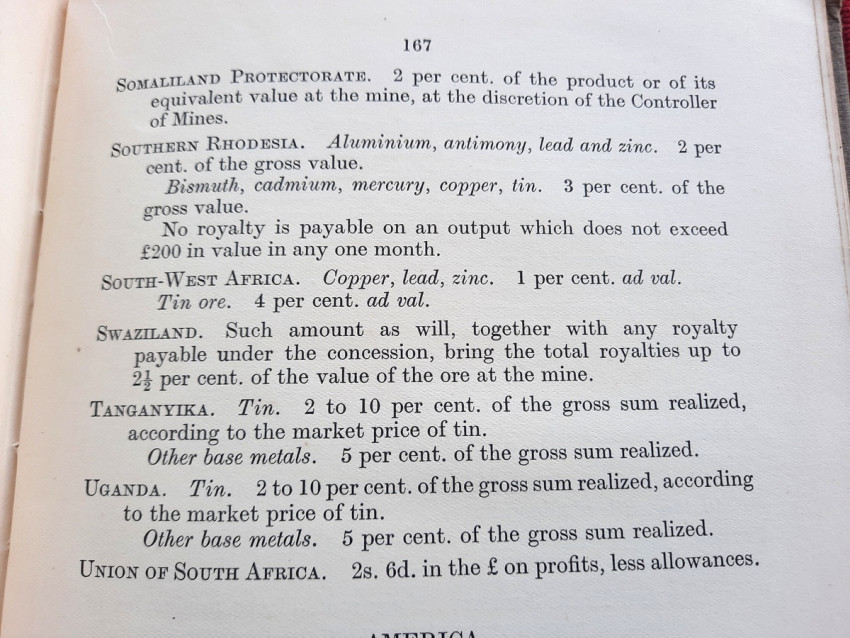 167
SOMALILAND PROTECTORATE. 2 per cent. of the product or of its
equivalent value at the mine, at the discretion of the Controller
of Mines.
SOUTHERN RHODESIA. Aluminium, antimony, lead and zinc. 2 per
cent. of the gross value.
Bismuth, cadmium, mercury, copper, tin. 3 per cent. of the
gross value.
No royalty is payable on an output which does not exceed
£200 in value in any one month.
SOUTH-WEST AFRICA. Copper, lead, zinc. 1 per cent. ad val.
Tin ore. 4 per cent. ad val.
SWAZILAND. Such amount as will, together with any royalty
payable under the concession, bring the total royalties up to
2½ per cent. of the value of the ore at the mine.
TANGANYIKA. Tin. 2 to 10 per cent. of the gross sum realized,
according to the market price of tin.
Other base metals. 5 per cent. of the gross sum realized.
UGANDA. Tin. 2 to 10 per cent. of the gross sum realized, according
to the market price of tin.
Other base metals. 5 per cent. of the gross sum realized.
UNION OF SOUTH AFRICA. 2s. 6d. in the £ on profits, less allowances.
AMERICA